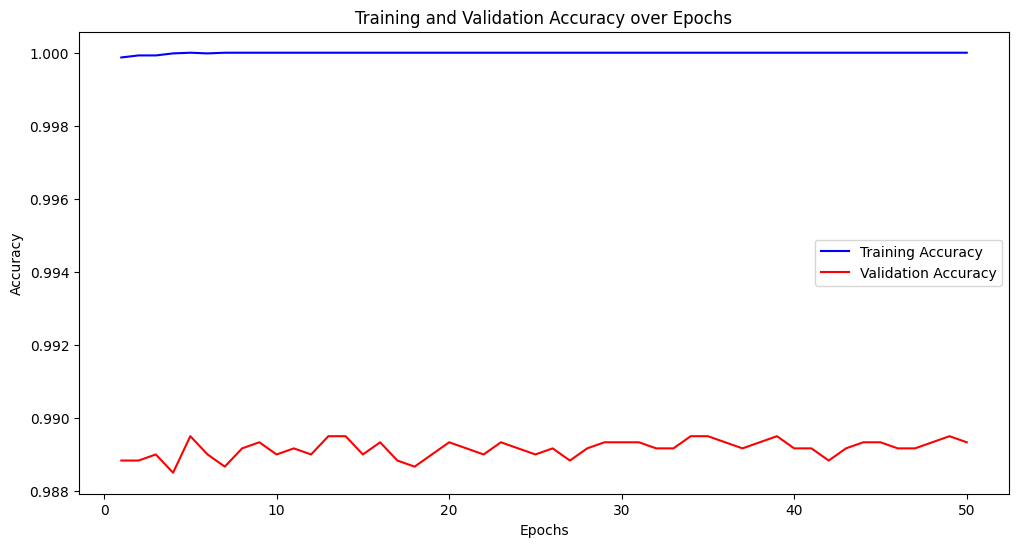 Training and Validation Accuracy over Epochs
1.000
0.998
0.996
0.994
0.992
0.990
0.988
Accuracy
Training Accuracy
Validation Accuracy
0
10
20
30
40
50
Epochs